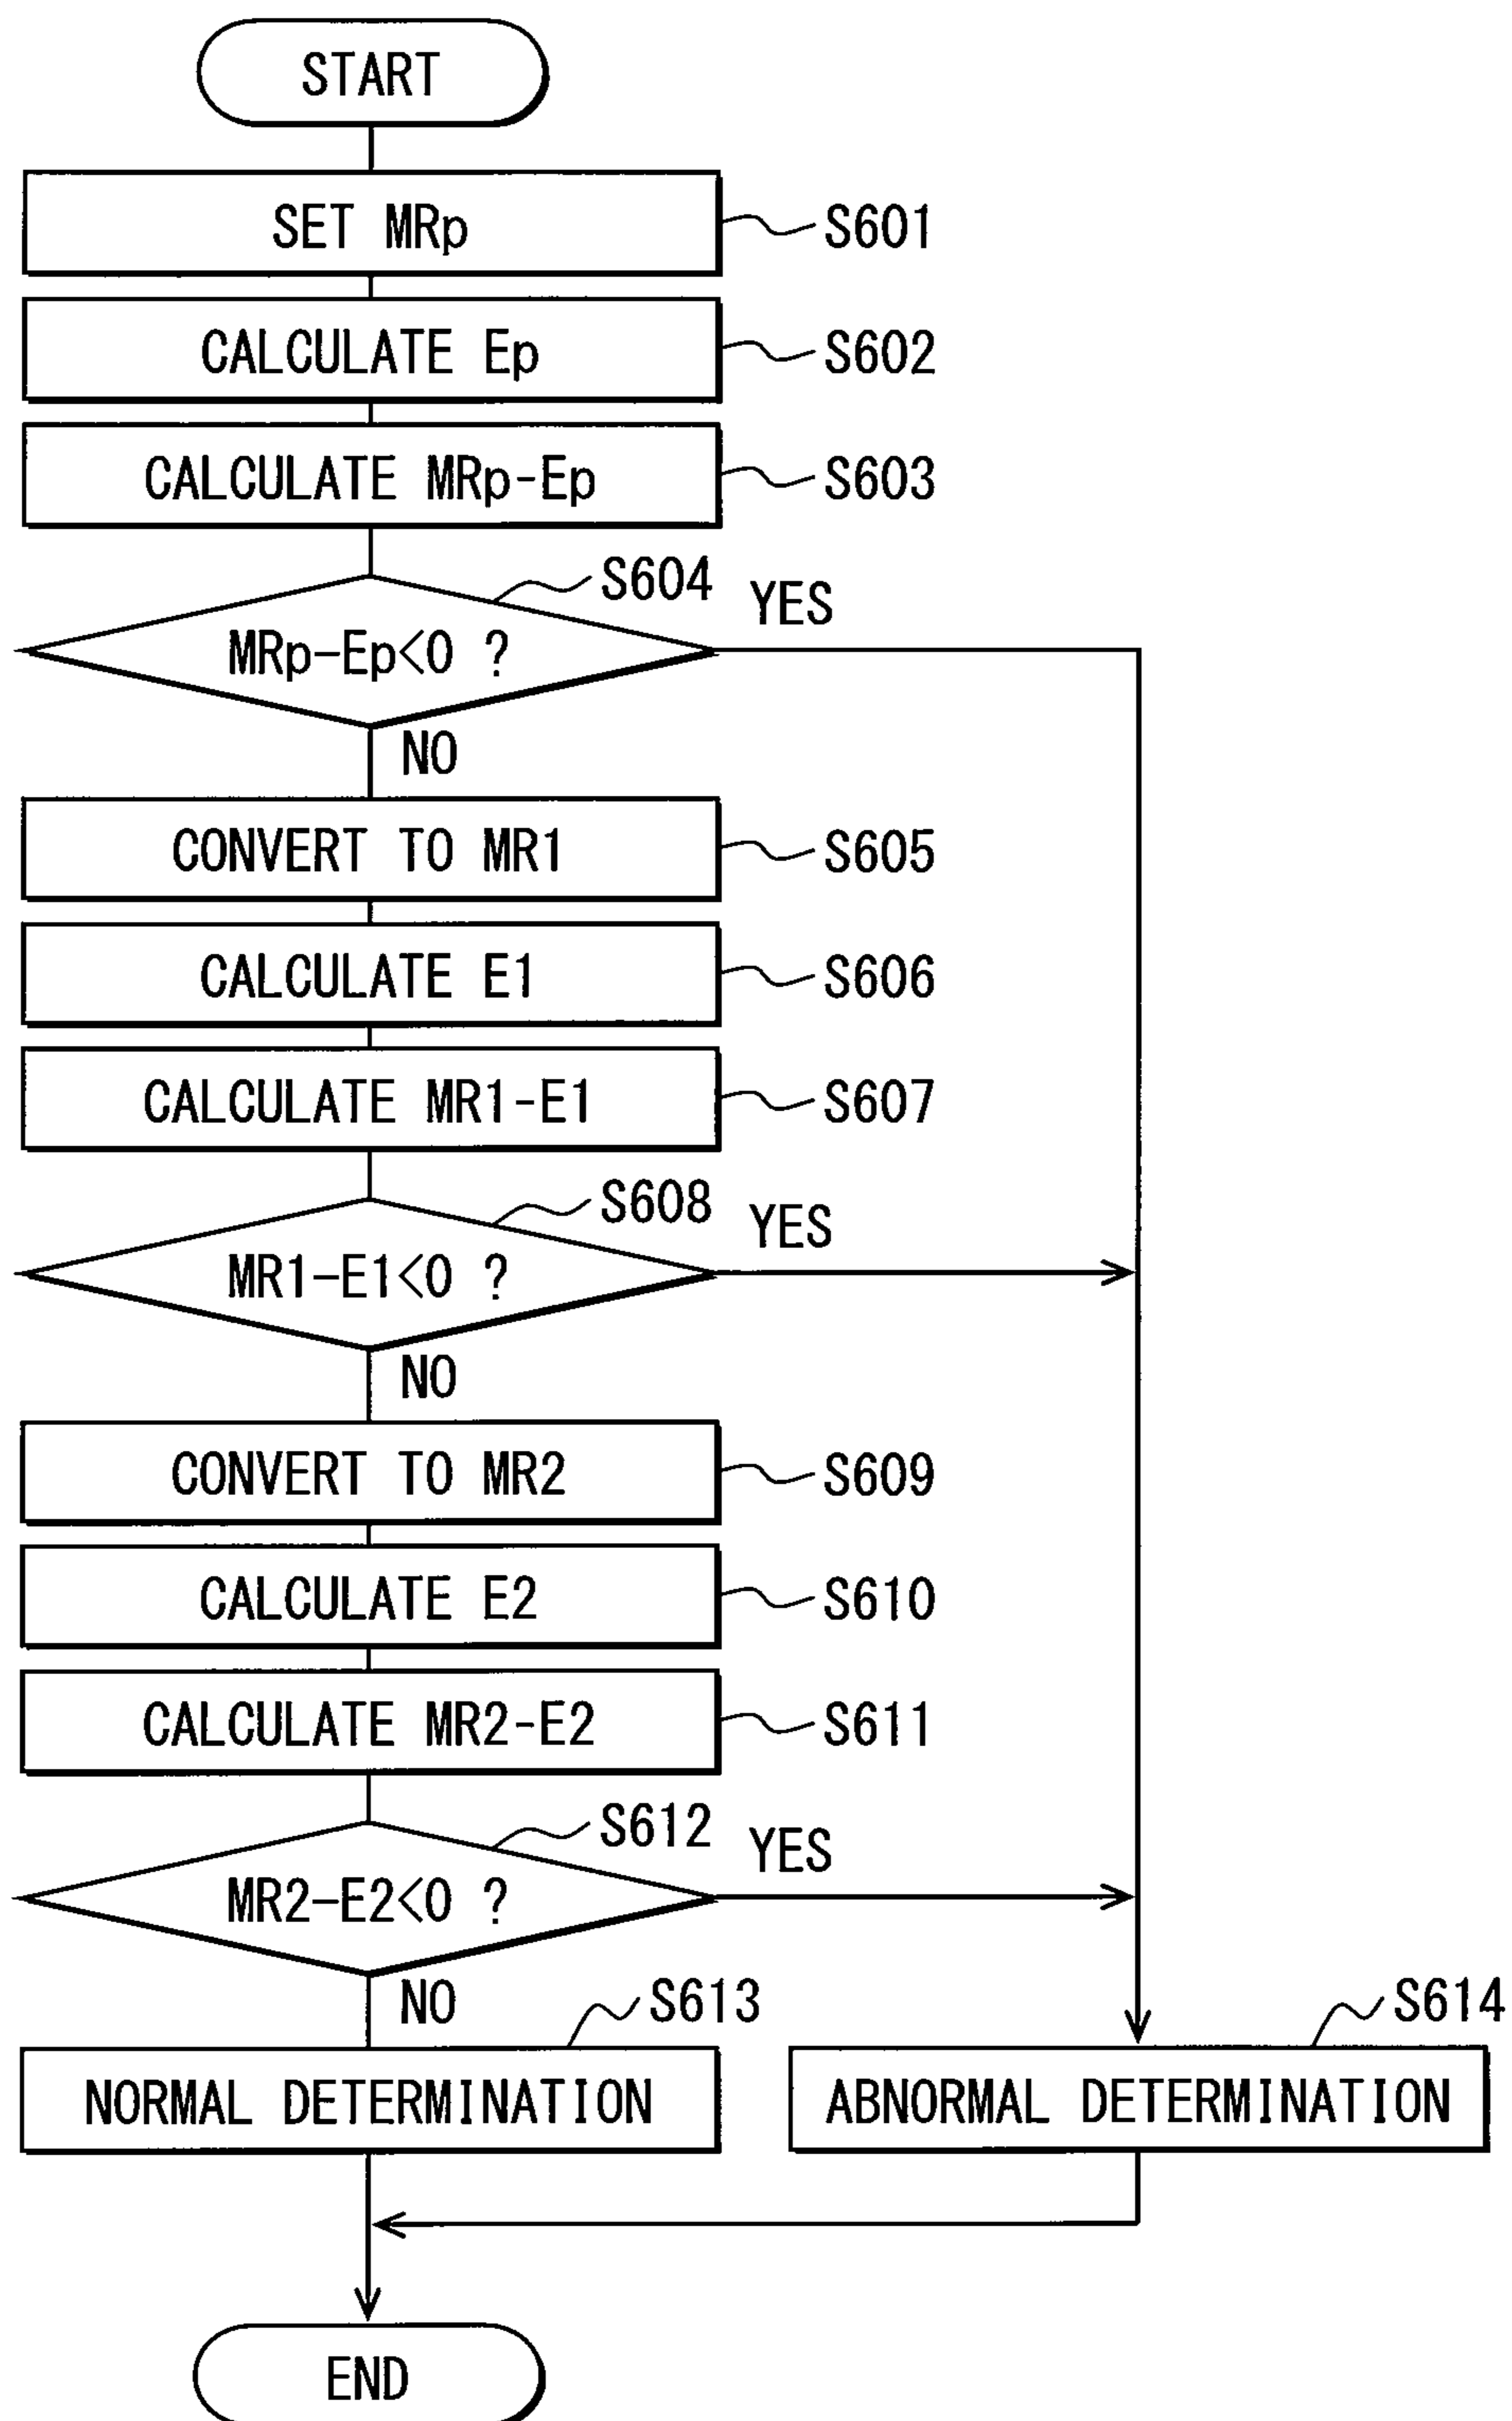 START
SET MRp
S601
CALCULATE Ep
S602
CALCULATE MRp-Ep
S603
S604
YES
MRp-Ep<0 ?
NO
CONVERT TO MR1
S605
CALCULATE E1
S606
CALCULATE MR1-E1
S607
S608
YES
MR1-E1<0 ?
NO
CONVERT TO MR2
S609
CALCULATE E2
S610
CALCULATE MR2-E2
S611
S612
YES
MR2-E2<0 ?
NO
S613
S614
NORMAL DETERMINATION
ABNORMAL DETERMINATION
END